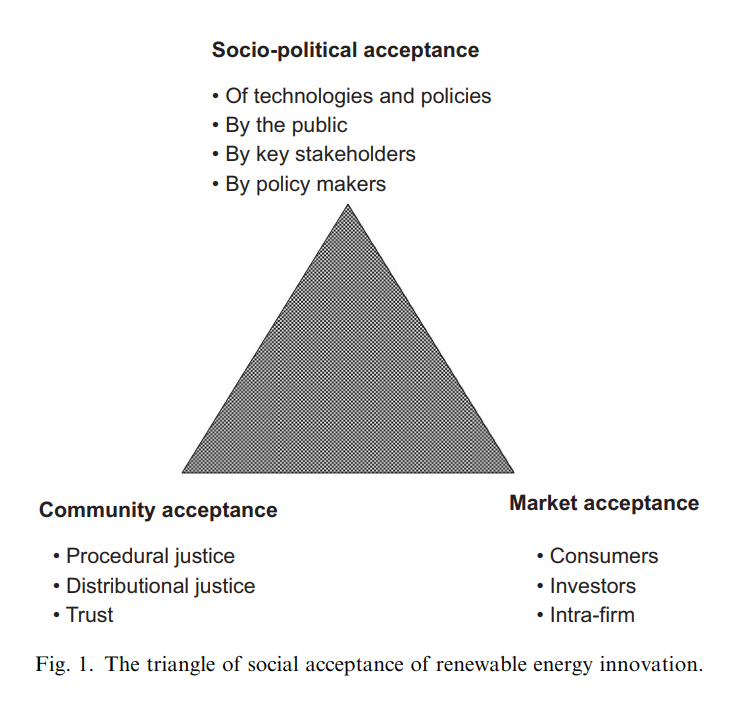 Socio-political acceptance
• Of technologies and policies
• By the public
• By key stakeholders
• By policy makers
Community acceptance
• Procedural justice
• Distributional justice
• Trust
Market acceptance
• Consumers
• Investors
• Intra-firm
Fig. 1. The triangle of social acceptance of renewable energy innovation.